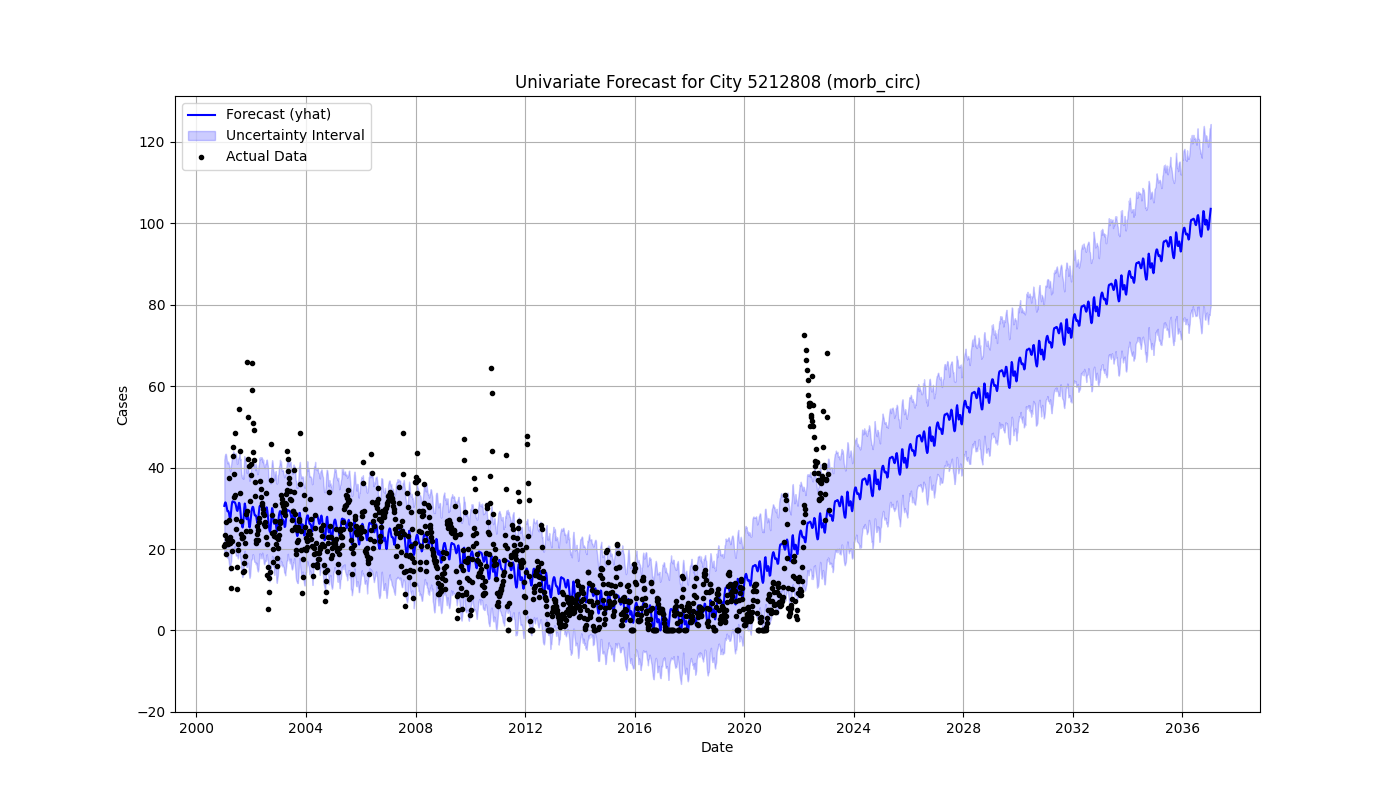 Univariate Forecast for City 5212808 (morb_circ)
Forecast (yhat)
Uncertainty Interval
Actual Data
120
100
80
60
40
20
0
−20
Cases
2000 2004 2008 2012 2016 2020 2024 2028 2032 2036
Date